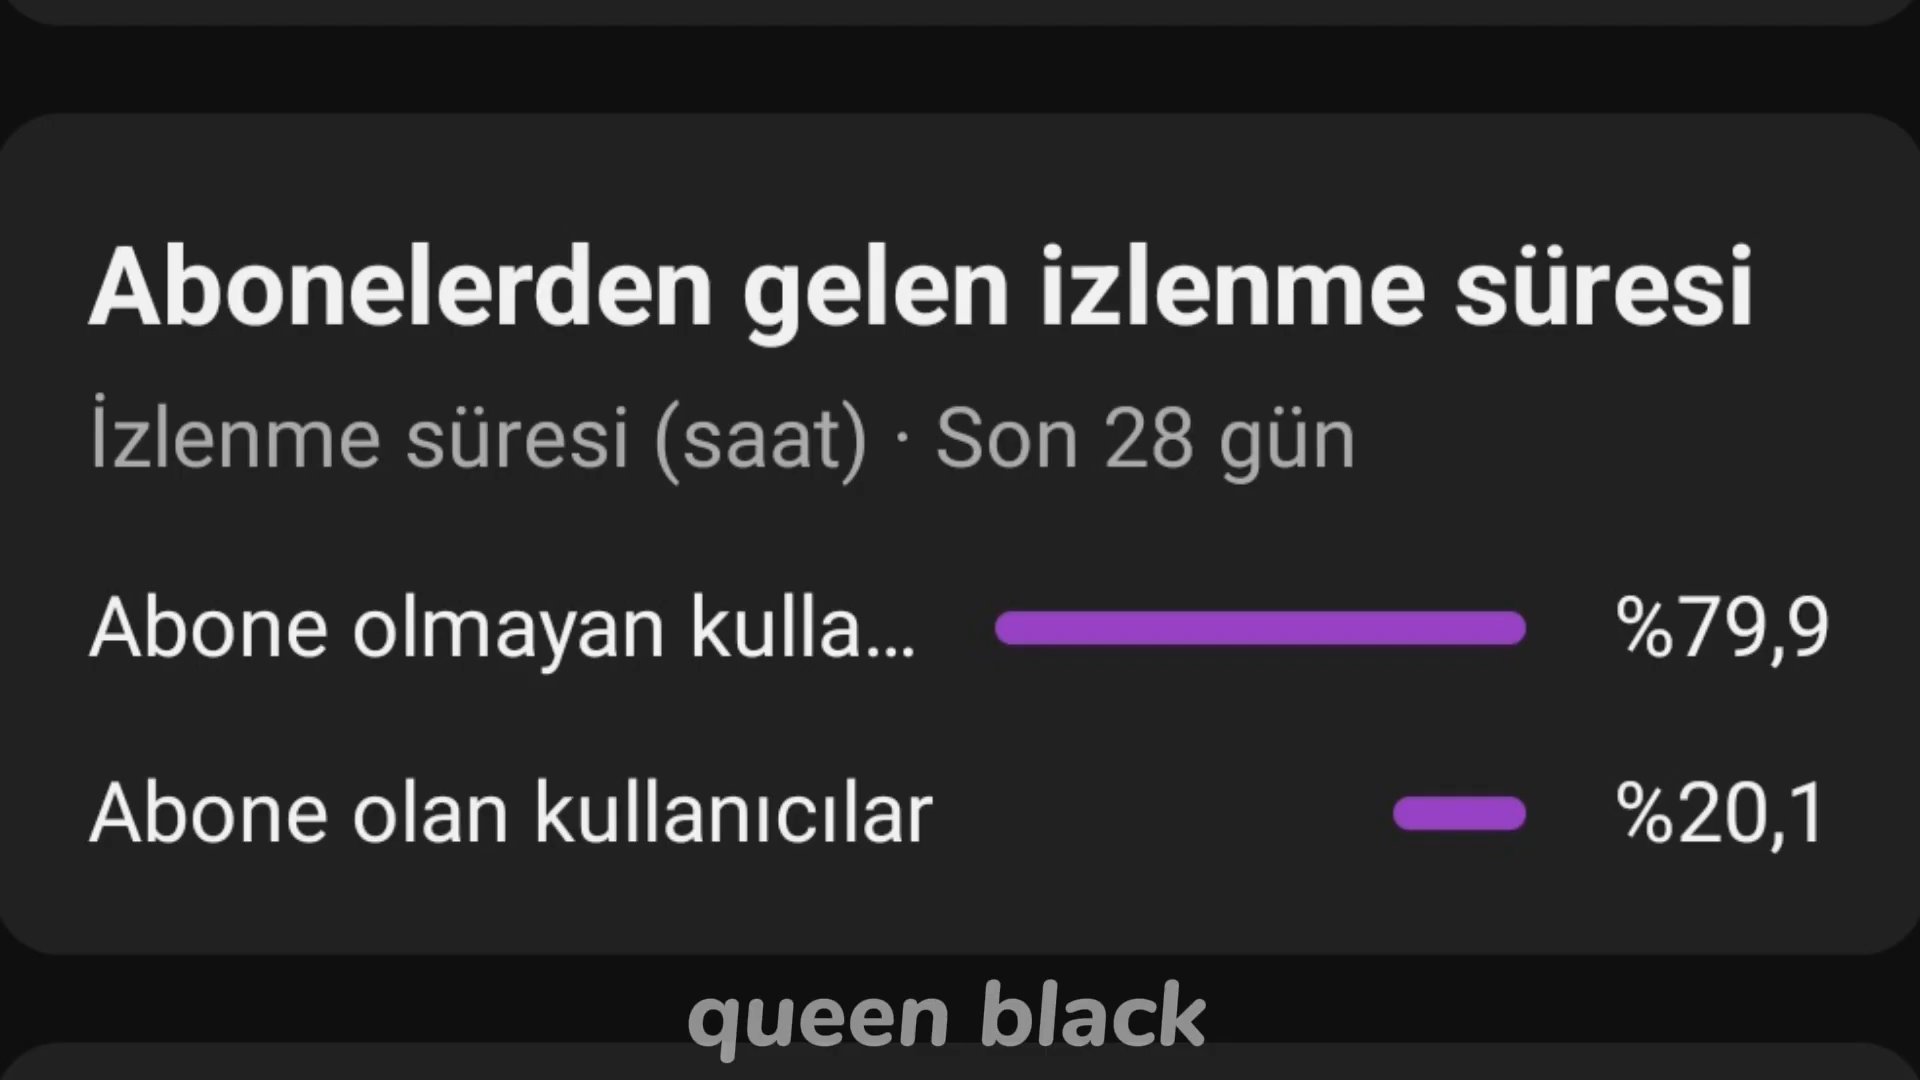 Abonelerden gelen izlenme süresi
İzlenme süresi (saat) · Son 28 gün
Abone olmayan kulla... %79,9
Abone olan kullanıcılar %20,1
queen black